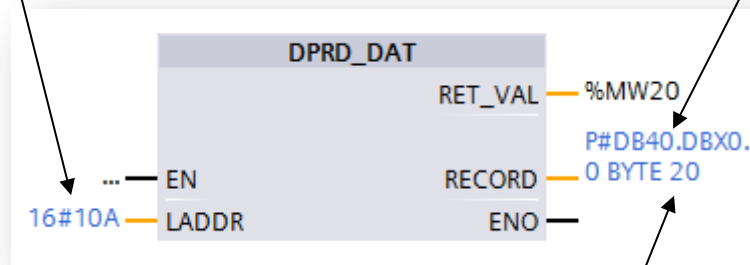 DPRD_DAT
RET_VAL %MW20
P#DB40.DBX0.
... EN RECORD 0 BYTE 20
16#10A LADDR ENO